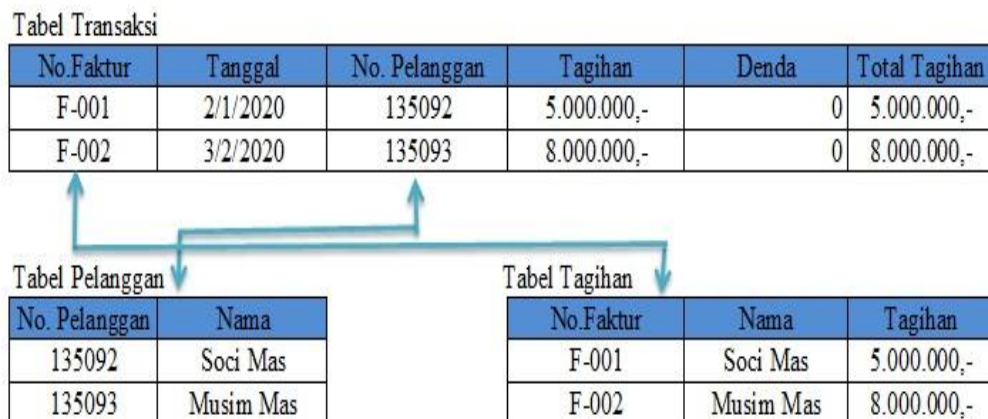 Tabel Transaksi
No.Faktur Tanggal No. Pelanggan Tagihan Denda Total Tagihan
F-001 2/1/2020 135092 5.000.000,- 0 5.000.000,-
F-002 3/2/2020 135093 8.000.000,- 0 8.000.000,-
Tabel Pelanggan
No. Pelanggan Nama
135092 Soci Mas
135093 Musim Mas
Tabel Tagihan
No.Faktur Nama Tagihan
F-001 Soci Mas 5.000.000,-
F-002 Musim Mas 8.000.000,-